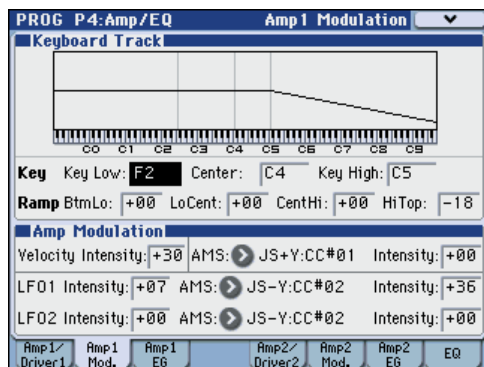 PROG P4:Amp/EQ Amp1 Modulation
Keyboard Track
C0 C1 C2 C3 C4 C5 C6 C7 C8 C9
Key Key Low: F2 Center: C4 Key High: C5
Ramp BtmLo: +00 LoCent: +00 CentHi: +00 HiTop: -18
Amp Modulation
Velocity Intensity: +30 AMS: JS+Y:CC#01 Intensity: +00
LFO1 Intensity: +07 AMS: JS-Y:CC#02 Intensity: +36
LFO2 Intensity: +00 AMS: JS-Y:CC#02 Intensity: +00
Amp1/ Driver1 Amp1 Mod. Amp1 EG Amp2/ Driver2 Amp2 Mod. Amp2 EG EQ